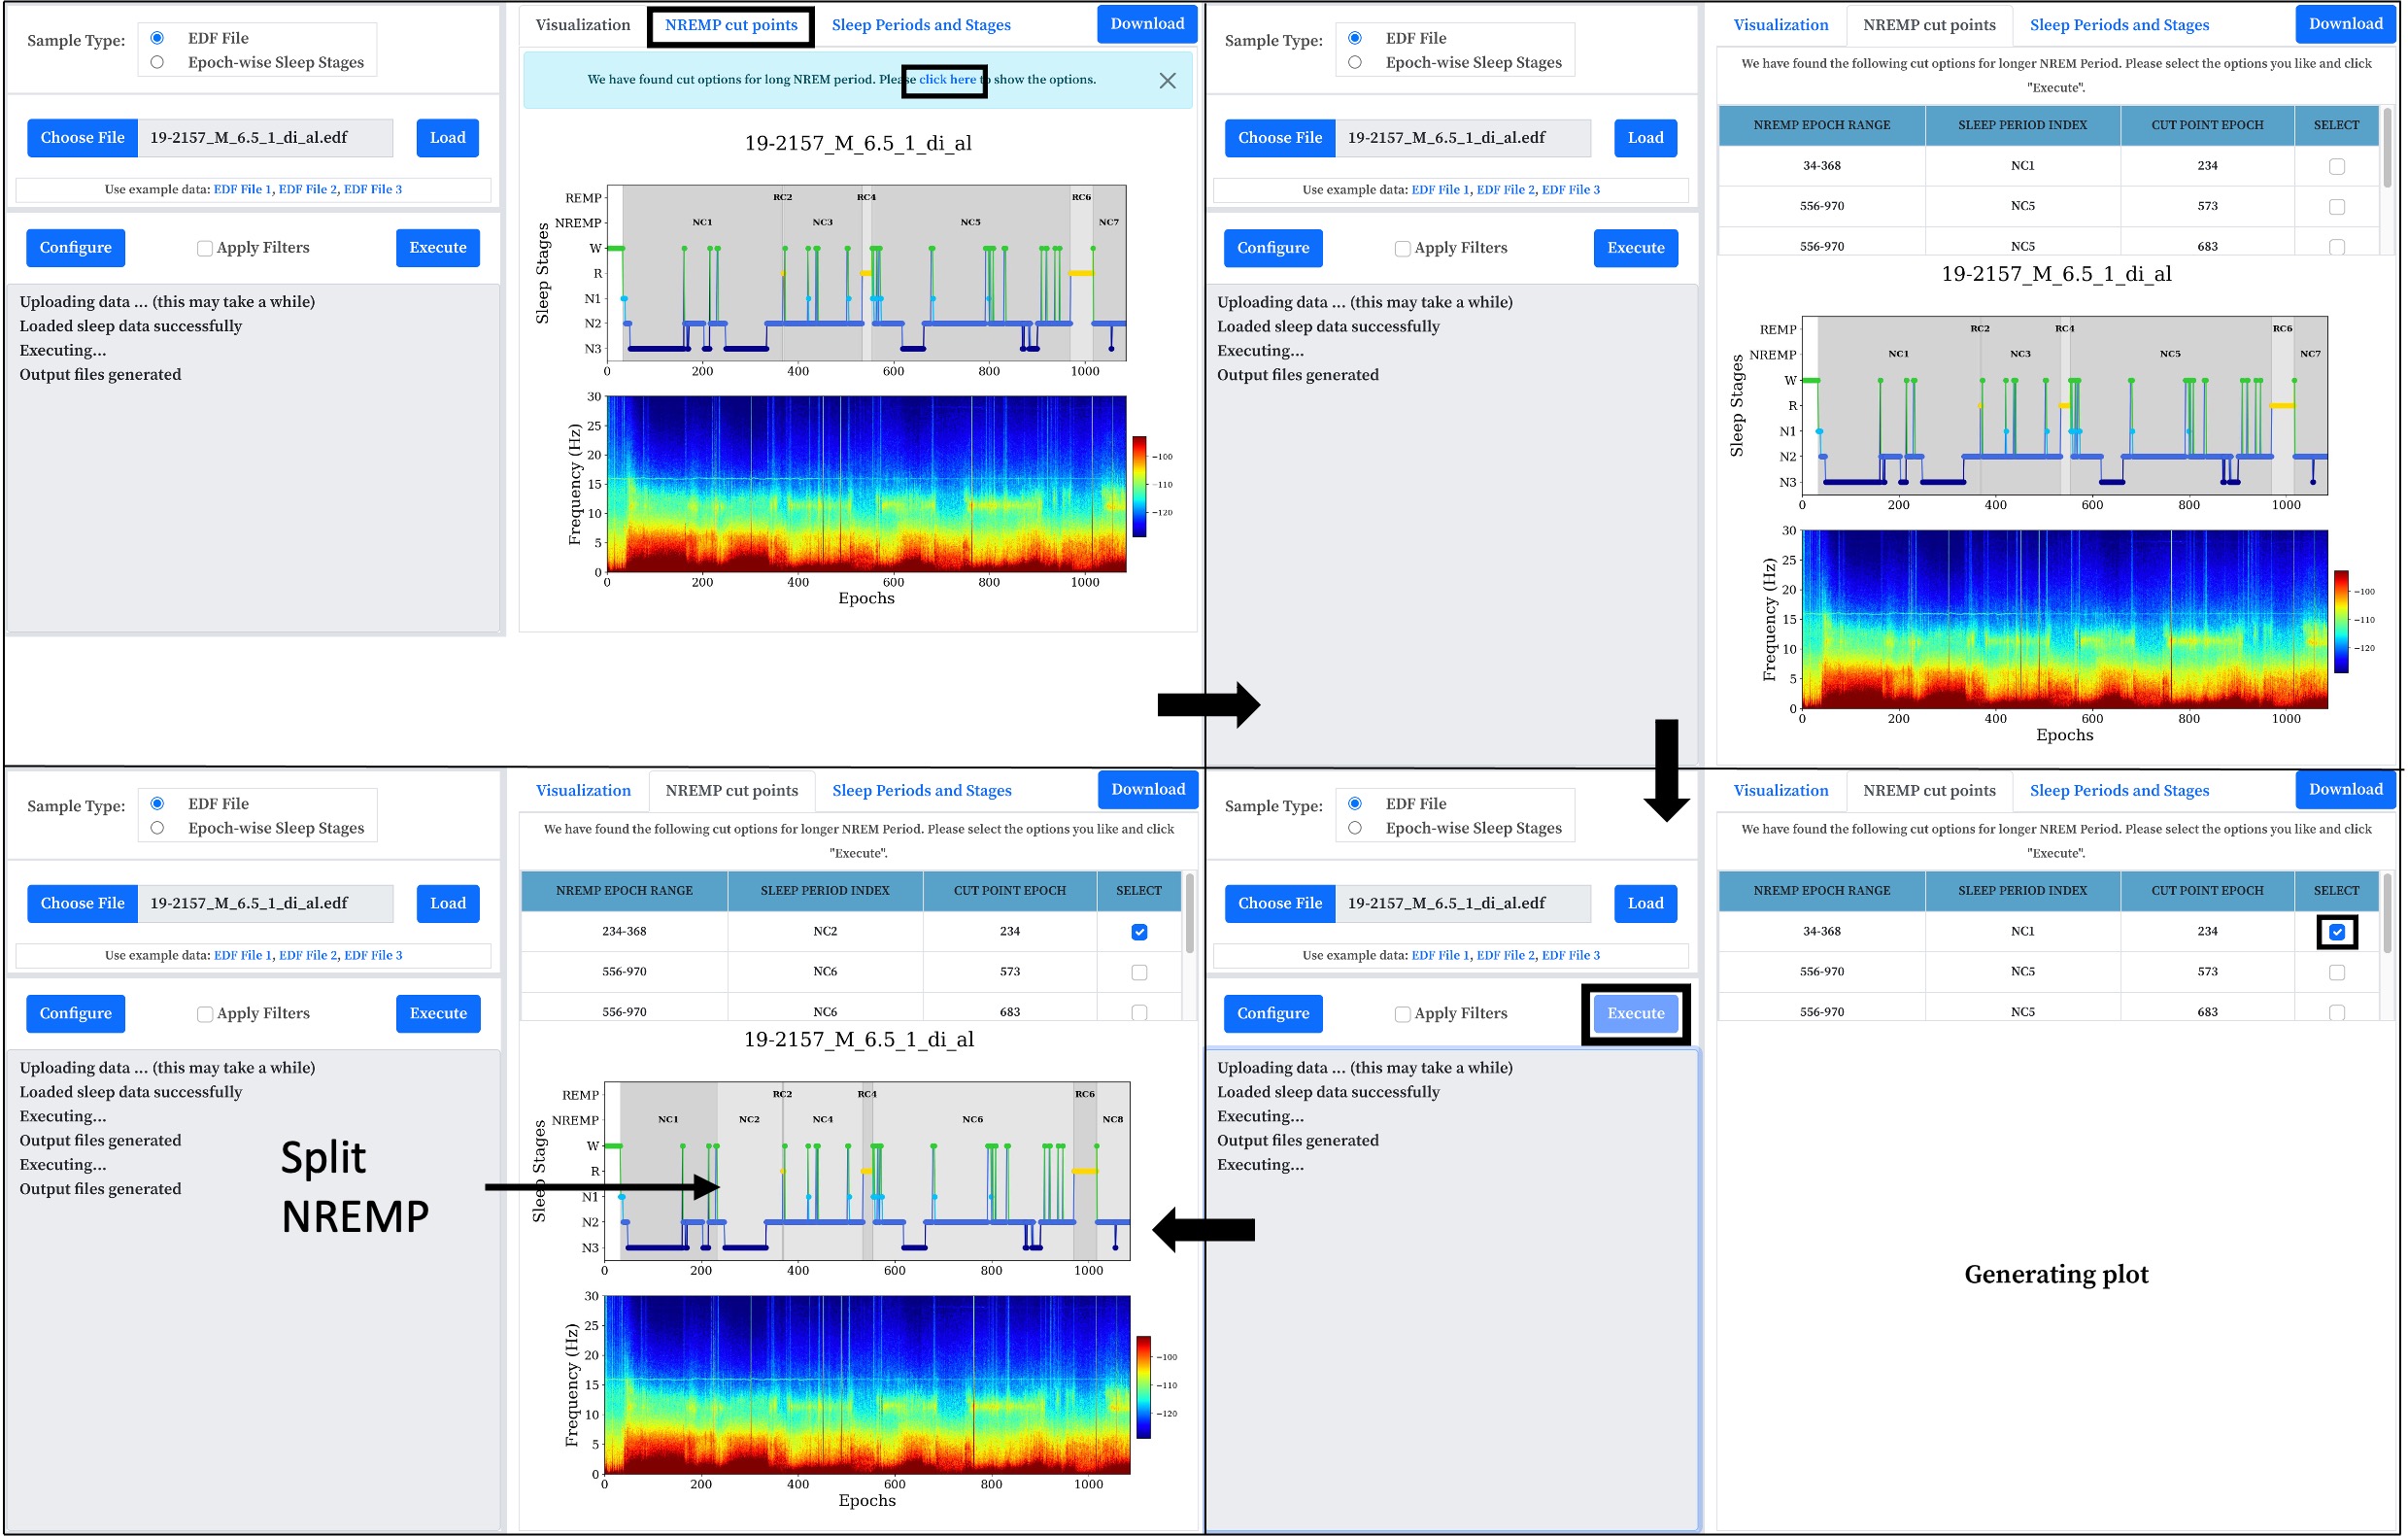 Sample Type:
EDF File
Epoch-wise Sleep Stages
Choose File 19-2157_M_6.5_1_di_al.edf Load
Use example data: EDF File 1, EDF File 2, EDF File 3
Configure Apply Filters Execute
Uploading data ... (this may take a while)
Loaded sleep data successfully
Executing...
Output files generated
Visualization NREMP cut points Sleep Periods and Stages Download
We have found cut options for long NREM period. Please click here to show the options.
19-2157_M_6.5_1_di_al
REMP RC2 RC4 RC6
NREMP NC1 NC3 NC5 NC7
W
R
N1
N2
N3
Sleep Stages
0 200 400 600 800 1000
30
25
20
15
10
5
0
Frequency (Hz)
−100
−110
−120
0 200 400 600 800 1000
Epochs
Sample Type:
EDF File
Epoch-wise Sleep Stages
Choose File 19-2157_M_6.5_1_di_al.edf Load
Use example data: EDF File 1, EDF File 2, EDF File 3
Configure Apply Filters Execute
Uploading data ... (this may take a while)
Loaded sleep data successfully
Executing...
Output files generated
Visualization NREMP cut points Sleep Periods and Stages Download
We have found the following cut options for longer NREM Period. Please select the options you like and click
"Execute".
NREMP EPOCH RANGE SLEEP PERIOD INDEX CUT POINT EPOCH SELECT
34-368 NC1 234
556-970 NC5 573
556-970 NC5 683
19-2157_M_6.5_1_di_al
REMP RC2 RC4 RC6
NREMP NC1 NC3 NC5 NC7
W
R
N1
N2
N3
Sleep Stages
0 200 400 600 800 1000
30
25
20
15
10
5
0
Frequency (Hz)
−100
−110
−120
0 200 400 600 800 1000
Epochs
Sample Type:
EDF File
Epoch-wise Sleep Stages
Choose File 19-2157_M_6.5_1_di_al.edf Load
Use example data: EDF File 1, EDF File 2, EDF File 3
Configure Apply Filters Execute
Uploading data ... (this may take a while)
Loaded sleep data successfully
Executing...
Output files generated
Executing...
Output files generated
Split
NREMP
Visualization NREMP cut points Sleep Periods and Stages Download
We have found the following cut options for longer NREM Period. Please select the options you like and click
"Execute".
NREMP EPOCH RANGE SLEEP PERIOD INDEX CUT POINT EPOCH SELECT
234-368 NC2 234
556-970 NC6 573
556-970 NC6 683
19-2157_M_6.5_1_di_al
REMP RC2 RC4 RC6
NREMP NC1 NC2 NC4 NC6 NC8
W
R
N1
N2
N3
Sleep Stages
0 200 400 600 800 1000
30
25
20
15
10
5
0
Frequency (Hz)
−100
−110
−120
0 200 400 600 800 1000
Epochs
Sample Type:
EDF File
Epoch-wise Sleep Stages
Choose File 19-2157_M_6.5_1_di_al.edf Load
Use example data: EDF File 1, EDF File 2, EDF File 3
Configure Apply Filters Execute
Uploading data ... (this may take a while)
Loaded sleep data successfully
Executing...
Output files generated
Executing...
Visualization NREMP cut points Sleep Periods and Stages Download
We have found the following cut options for longer NREM Period. Please select the options you like and click
"Execute".
NREMP EPOCH RANGE SLEEP PERIOD INDEX CUT POINT EPOCH SELECT
34-368 NC1 234
556-970 NC5 573
556-970 NC5 683
Generating plot